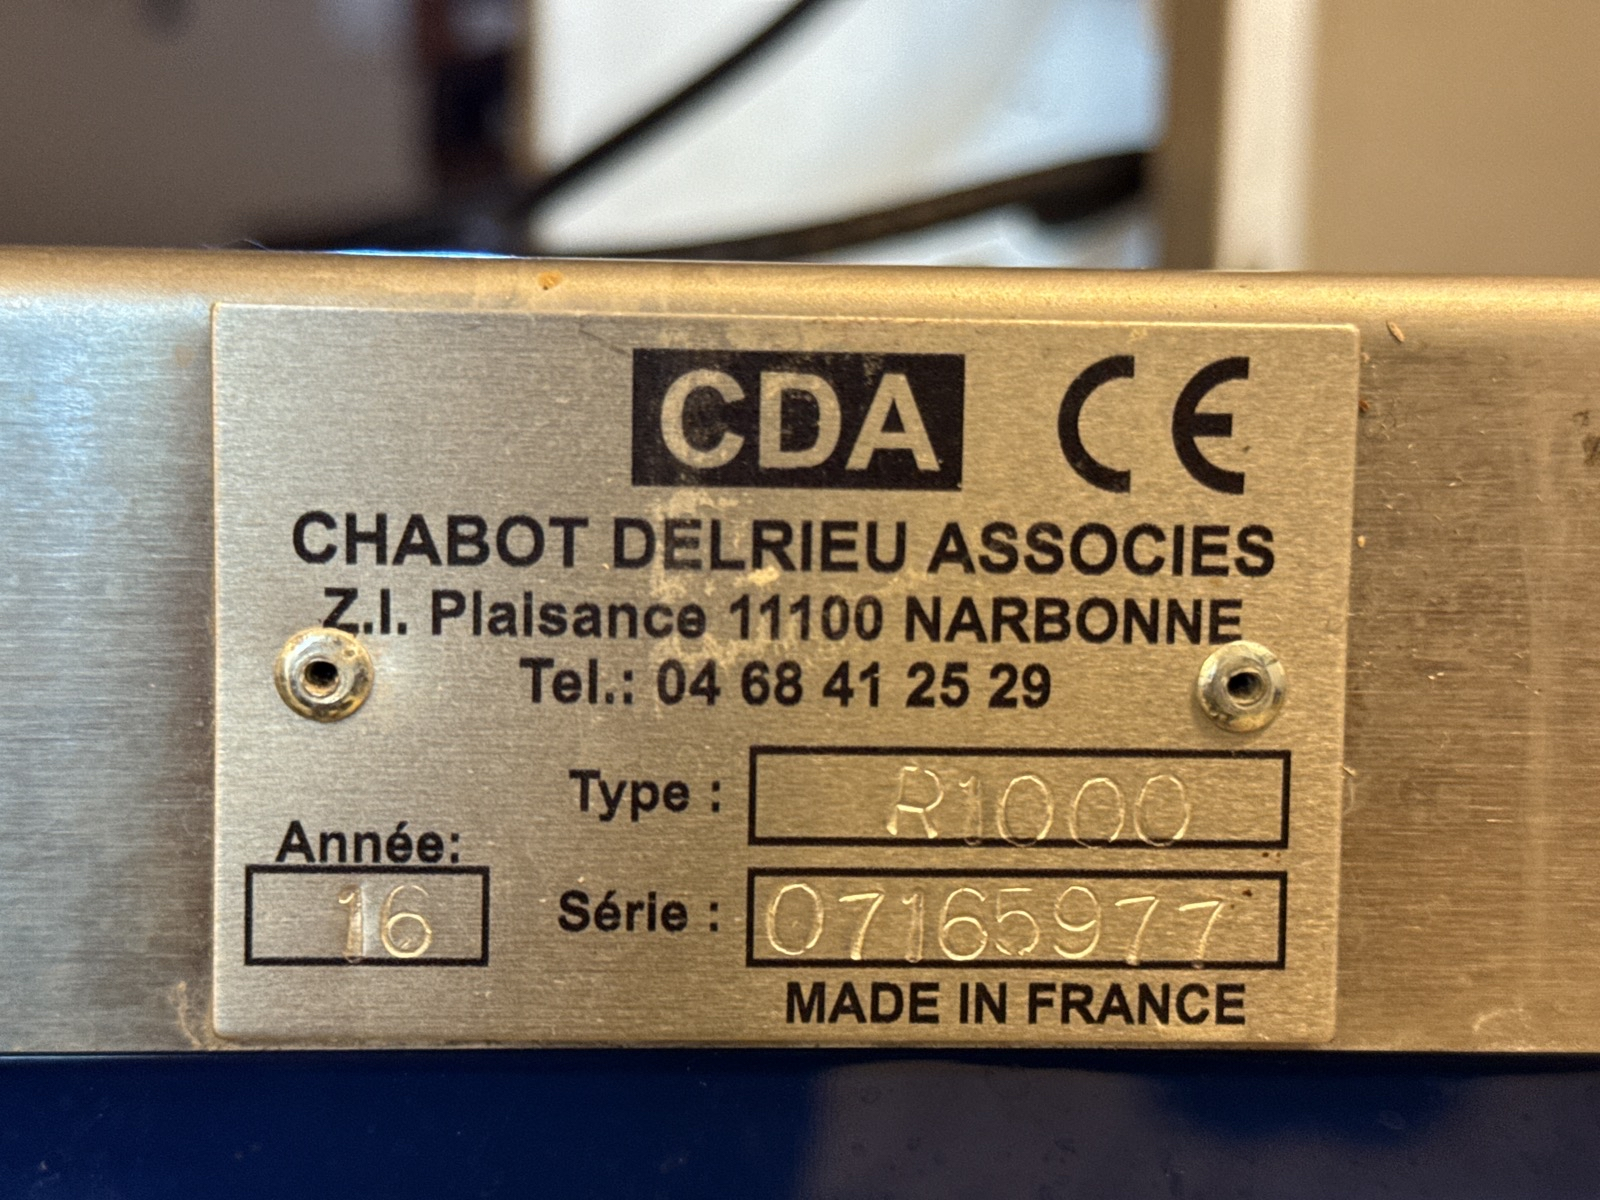 CDA CE
CHABOT DELRIEU ASSOCIES
Z.I. Plaisance 11100 NARBONNE
Tel.: 04 68 41 25 29
Type : R1000
Année:
16
Série : 07165977
MADE IN FRANCE